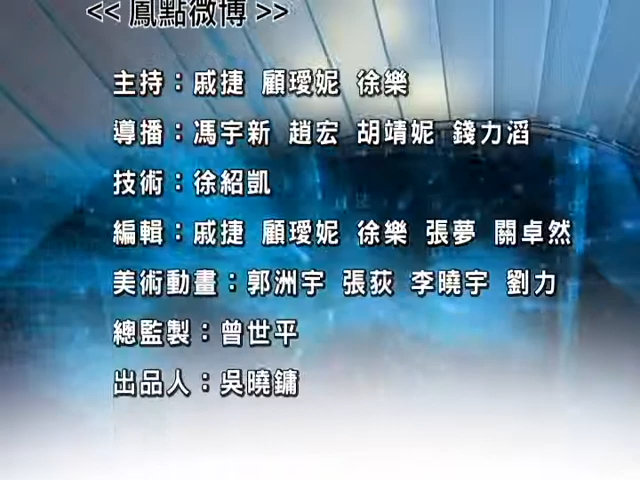 << 鳳點微博 >>
主持：戚捷 顧璦妮 徐樂
導播：馮宇新 趙宏 胡靖妮 錢力滔
技術：徐紹凱
編輯：戚捷 顧璦妮 徐樂 張夢 關卓然
美術動畫：郭洲宇 張荻 李曉宇 劉力
總監製：曾世平
出品人：吳曉鏞